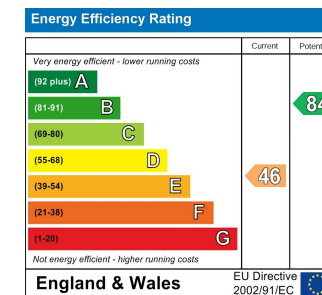 Energy Efficiency Rating
Current Potent
Very energy efficient - lower running costs
(92 plus) A
(81-91) B
84
(69-80) C
(55-68) D
(39-54) E
46
(21-38) F
(1-20) G
Not energy efficient - higher running costs
England & Wales
EU Directive
2002/91/EC